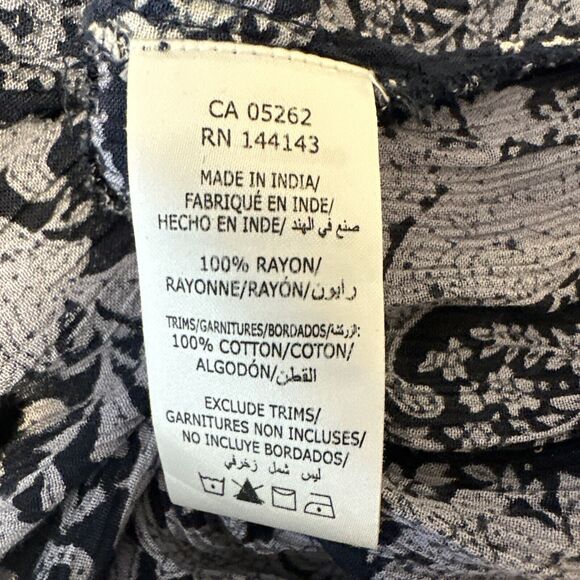 CA 05262
RN 144143
MADE IN INDIA/
FABRIQUÉ EN INDE/
HECHO EN INDE/ صنع في الهند
100% RAYON/
RAYONNE/RAYÓN/رايون
TRIMS/GARNITURES/BORDADOS/الزركشة:
100% COTTON/COTON/
ALGODÓN/القطن
EXCLUDE TRIMS/
GARNITURES NON INCLUSES/
NO INCLUYE BORDADOS/
ليس شمل زخرفي